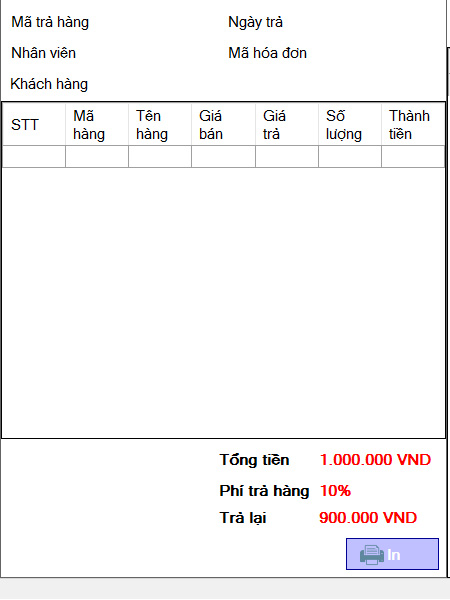 Mã trả hàng Ngày trả
Nhân viên Mã hóa đơn
Khách hàng
STT Mã hàng Tên hàng Giá bán Giá trả Số lượng Thành tiền
Tổng tiền 1.000.000 VND
Phí trả hàng 10%
Trả lại 900.000 VND
In